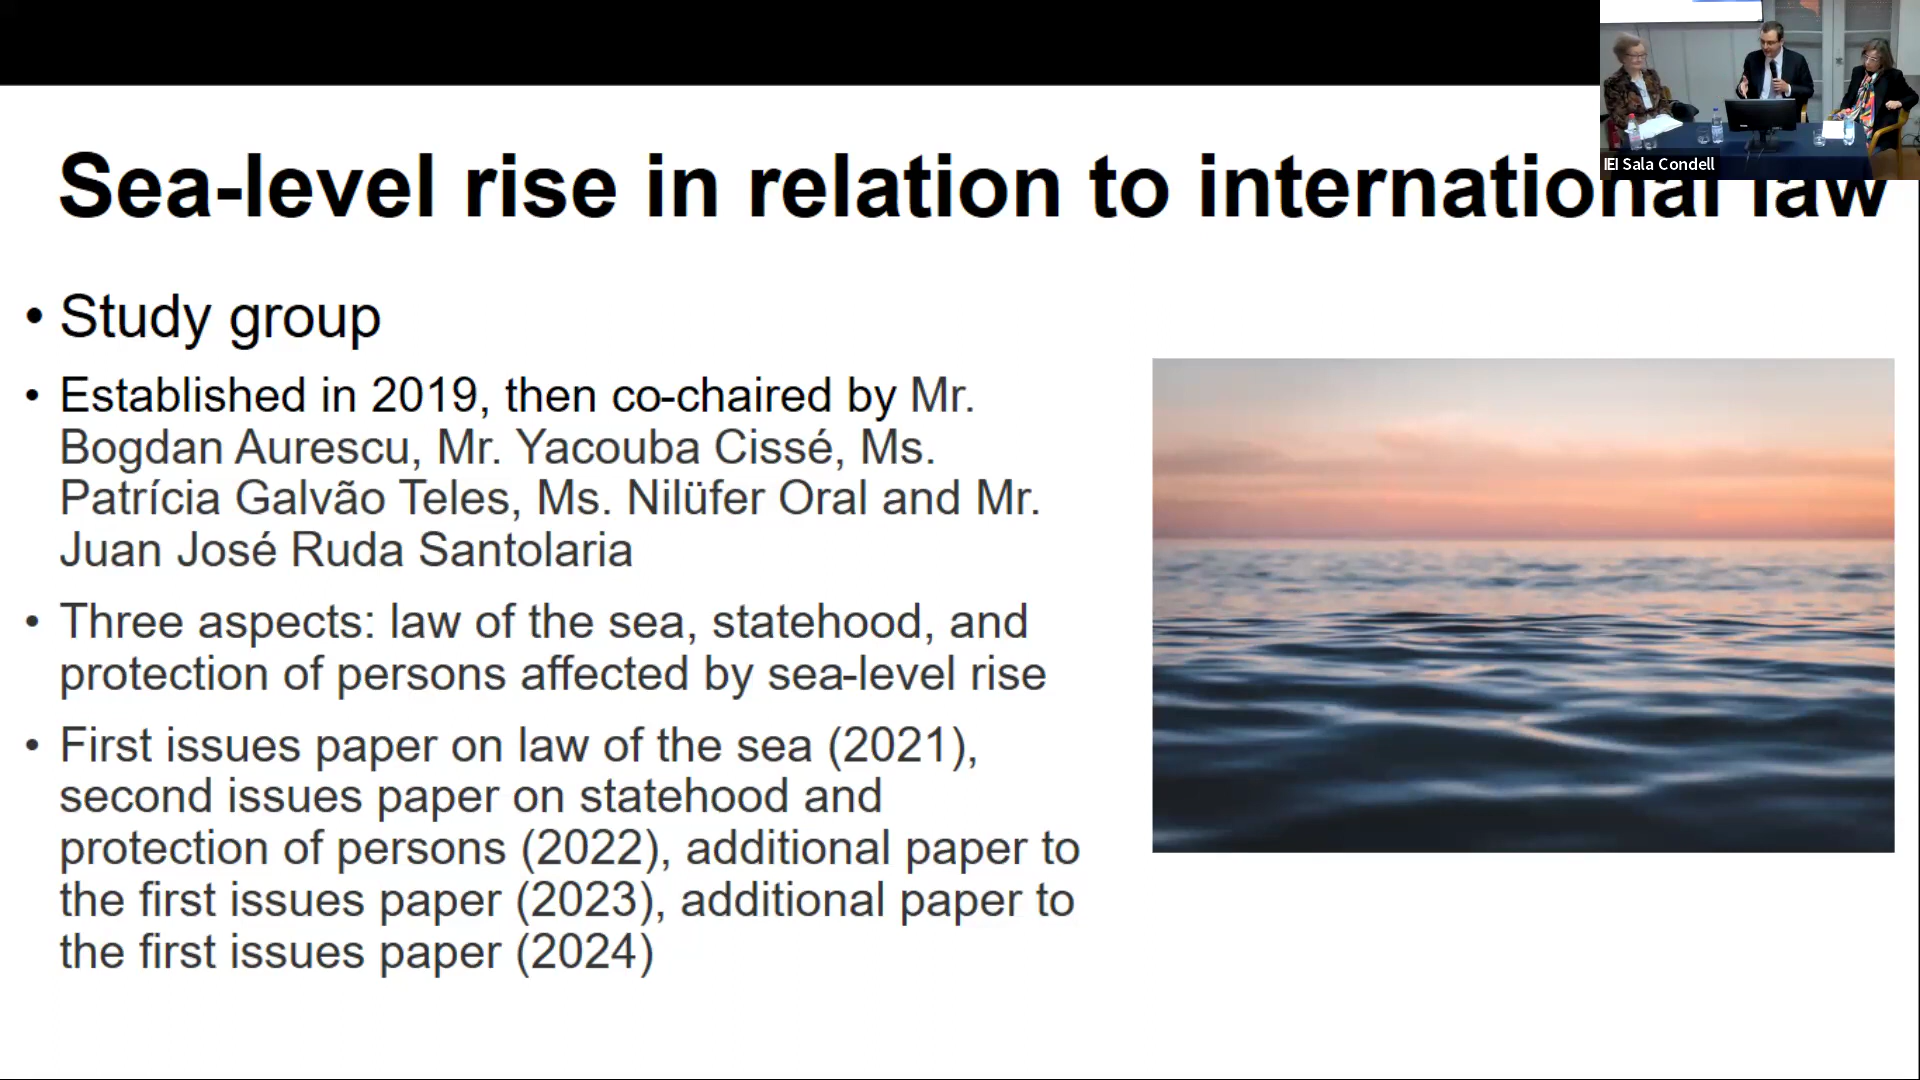 IEI Sala Condell
Sea-level rise in relation to international law
• Study group
• Established in 2019, then co-chaired by Mr.
Bogdan Aurescu, Mr. Yacouba Cissé, Ms.
Patrícia Galvão Teles, Ms. Nilüfer Oral and Mr.
Juan José Ruda Santolaria
• Three aspects: law of the sea, statehood, and
protection of persons affected by sea-level rise
• First issues paper on law of the sea (2021),
second issues paper on statehood and
protection of persons (2022), additional paper to
the first issues paper (2023), additional paper to
the first issues paper (2024)